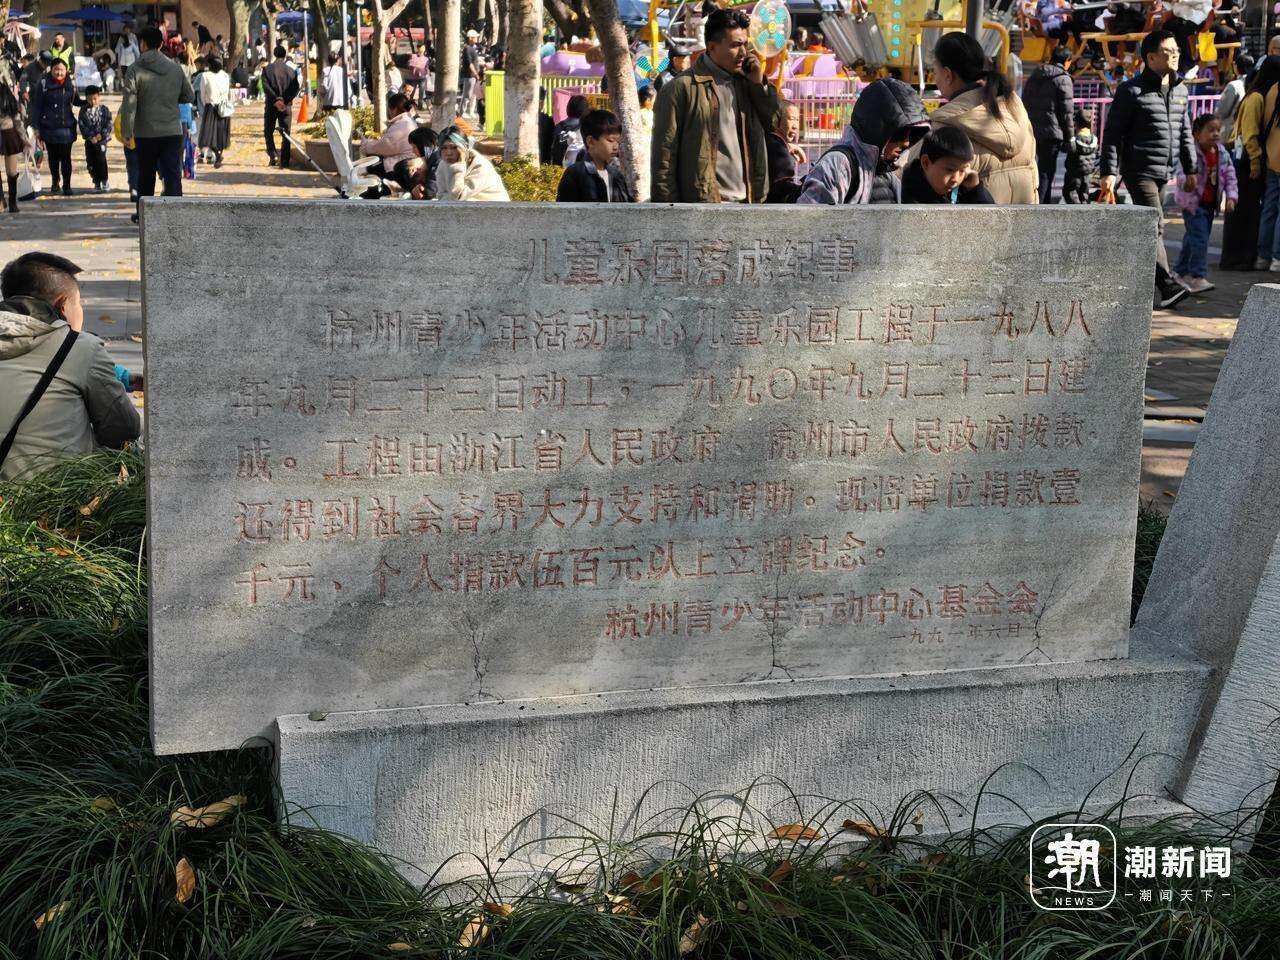 儿童乐园落成纪事
杭州青少年活动中心儿童乐园工程于一九八八
年九月二十三日动工，一九九〇年九月二十三日建
成。工程由浙江省人民政府、杭州市人民政府拨款，
还得到社会各界大力支持和捐助。现将单位捐款壹
千元、个人捐款伍百元以上立碑纪念。
杭州青少年活动中心基金会
一九九一年六月一日
潮
NEWS
潮新闻
潮闻天下